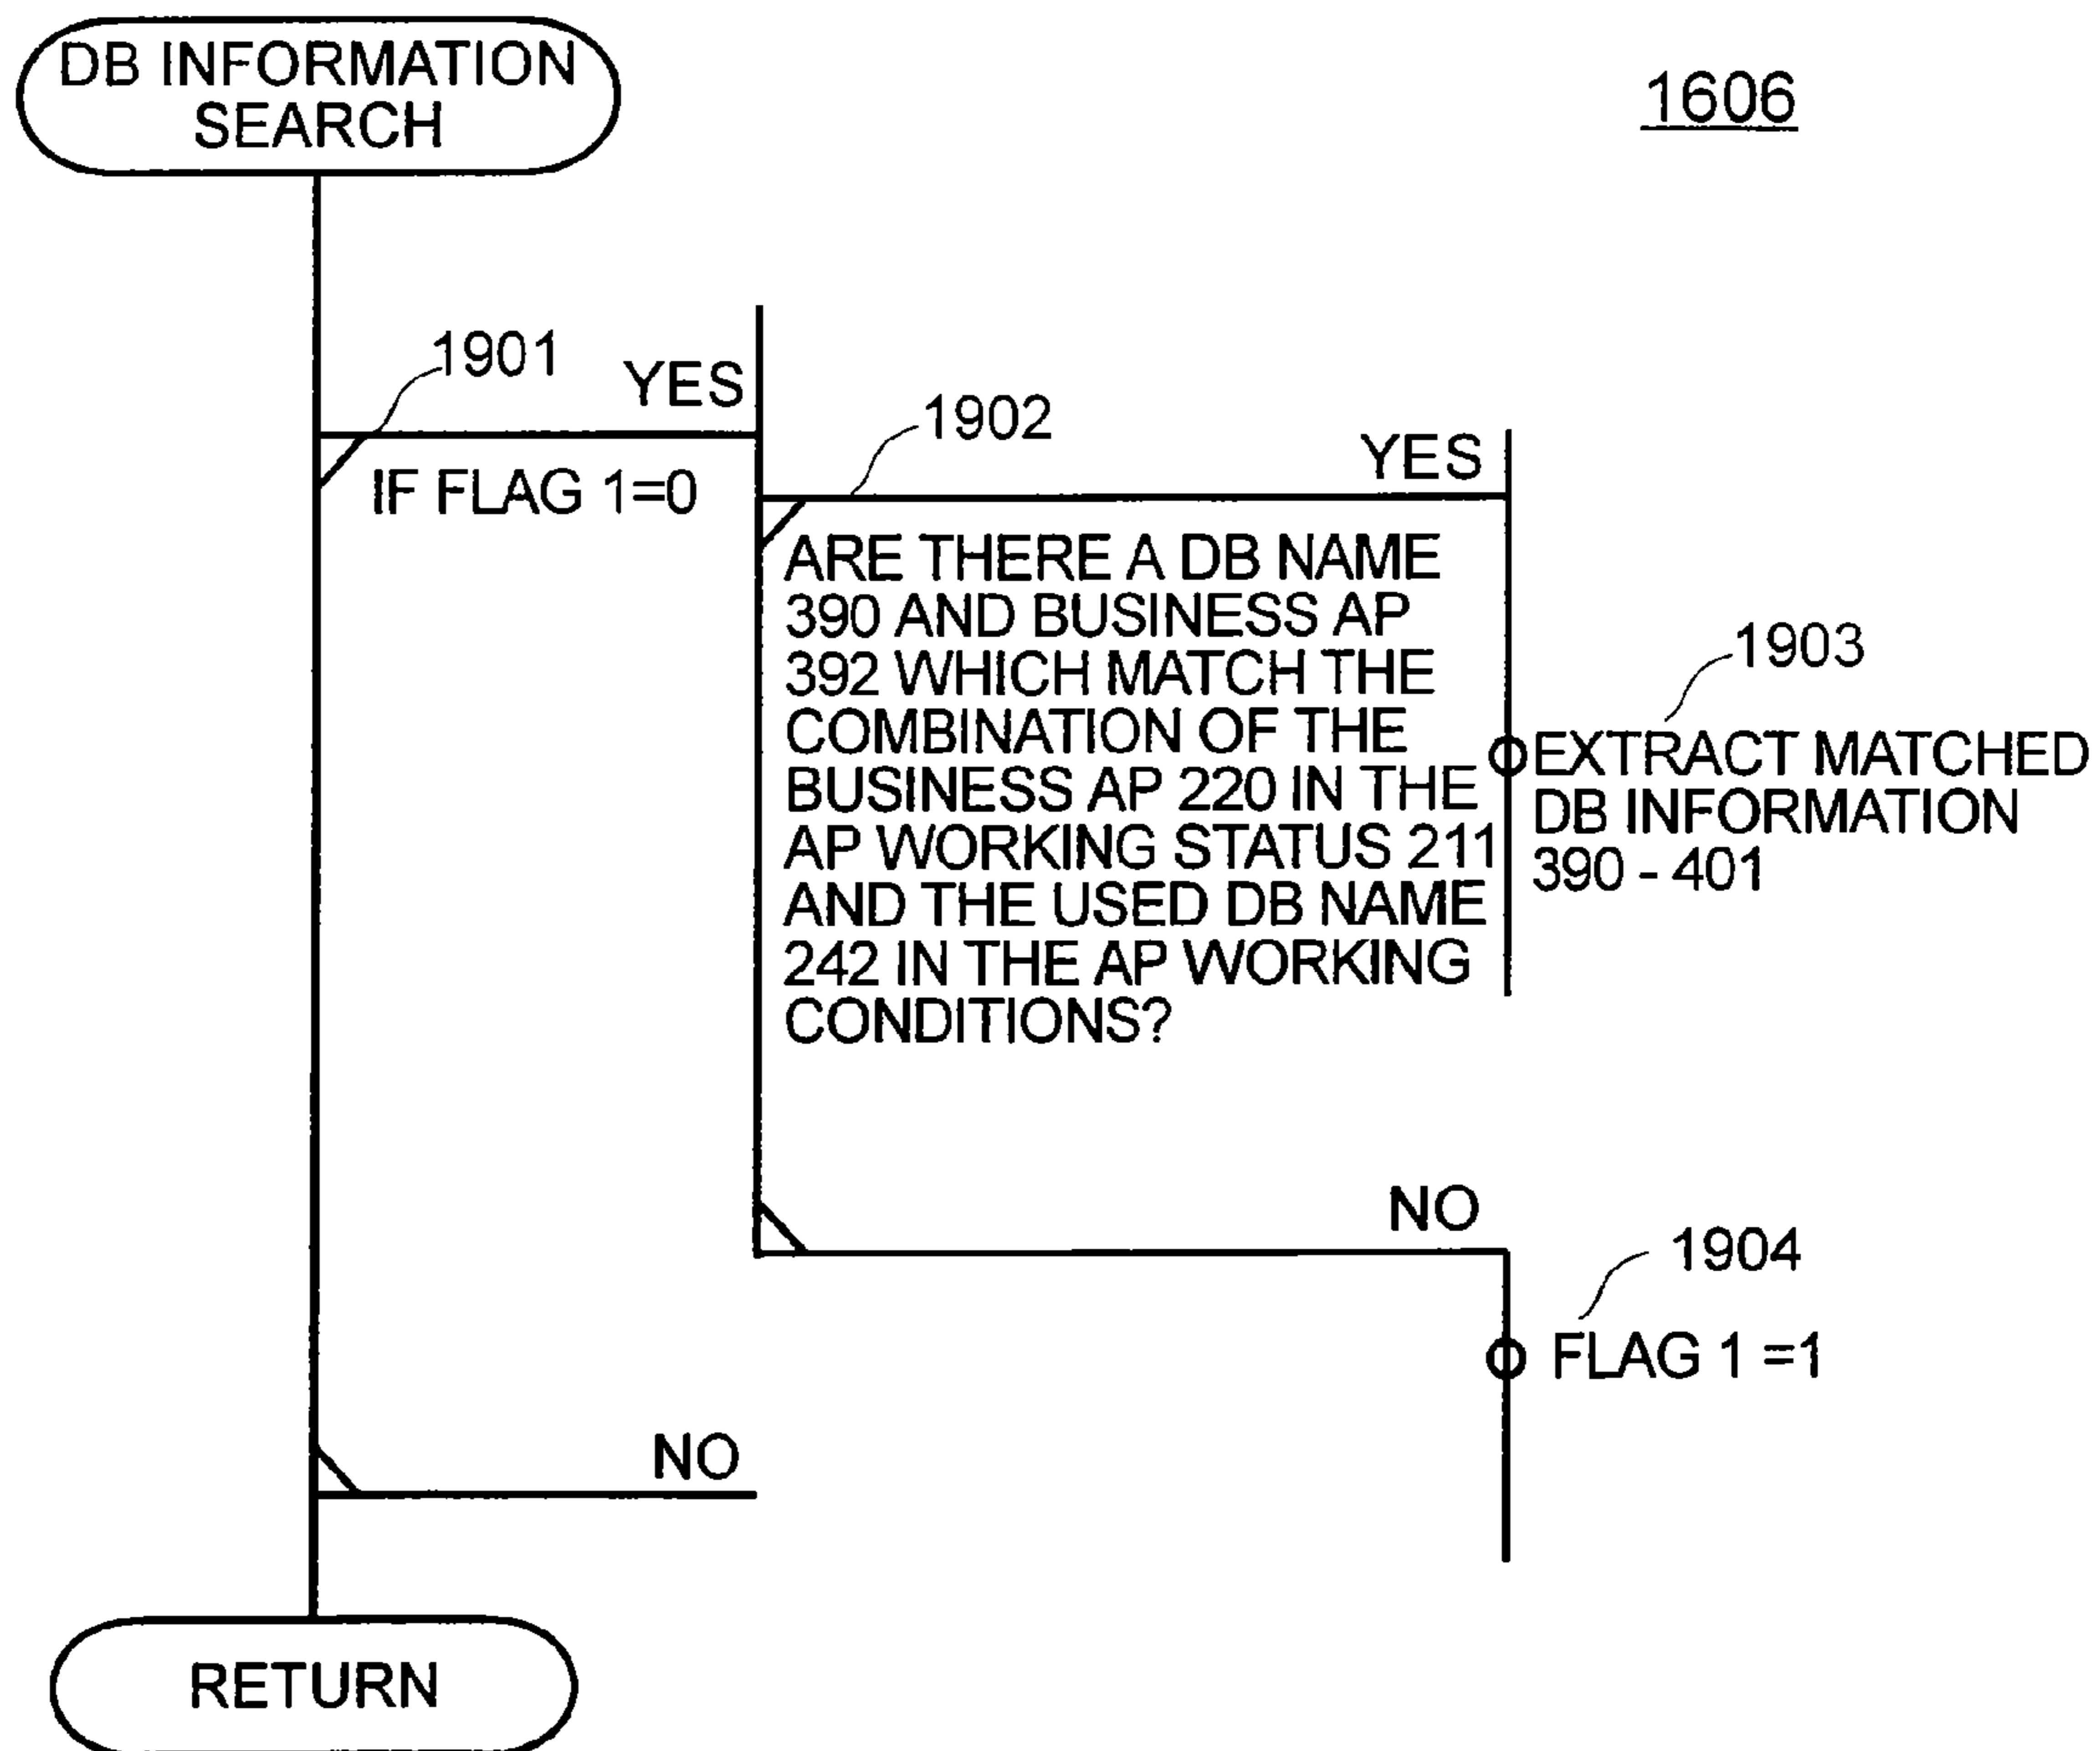 DB INFORMATION
SEARCH
1606
1901
YES
IF FLAG 1=0
1902
YES
ARE THERE A DB NAME
390 AND BUSINESS AP
392 WHICH MATCH THE
COMBINATION OF THE
BUSINESS AP 220 IN THE
AP WORKING STATUS 211
AND THE USED DB NAME
242 IN THE AP WORKING
CONDITIONS?
1903
EXTRACT MATCHED
DB INFORMATION
390 - 401
NO
1904
FLAG 1 =1
NO
RETURN